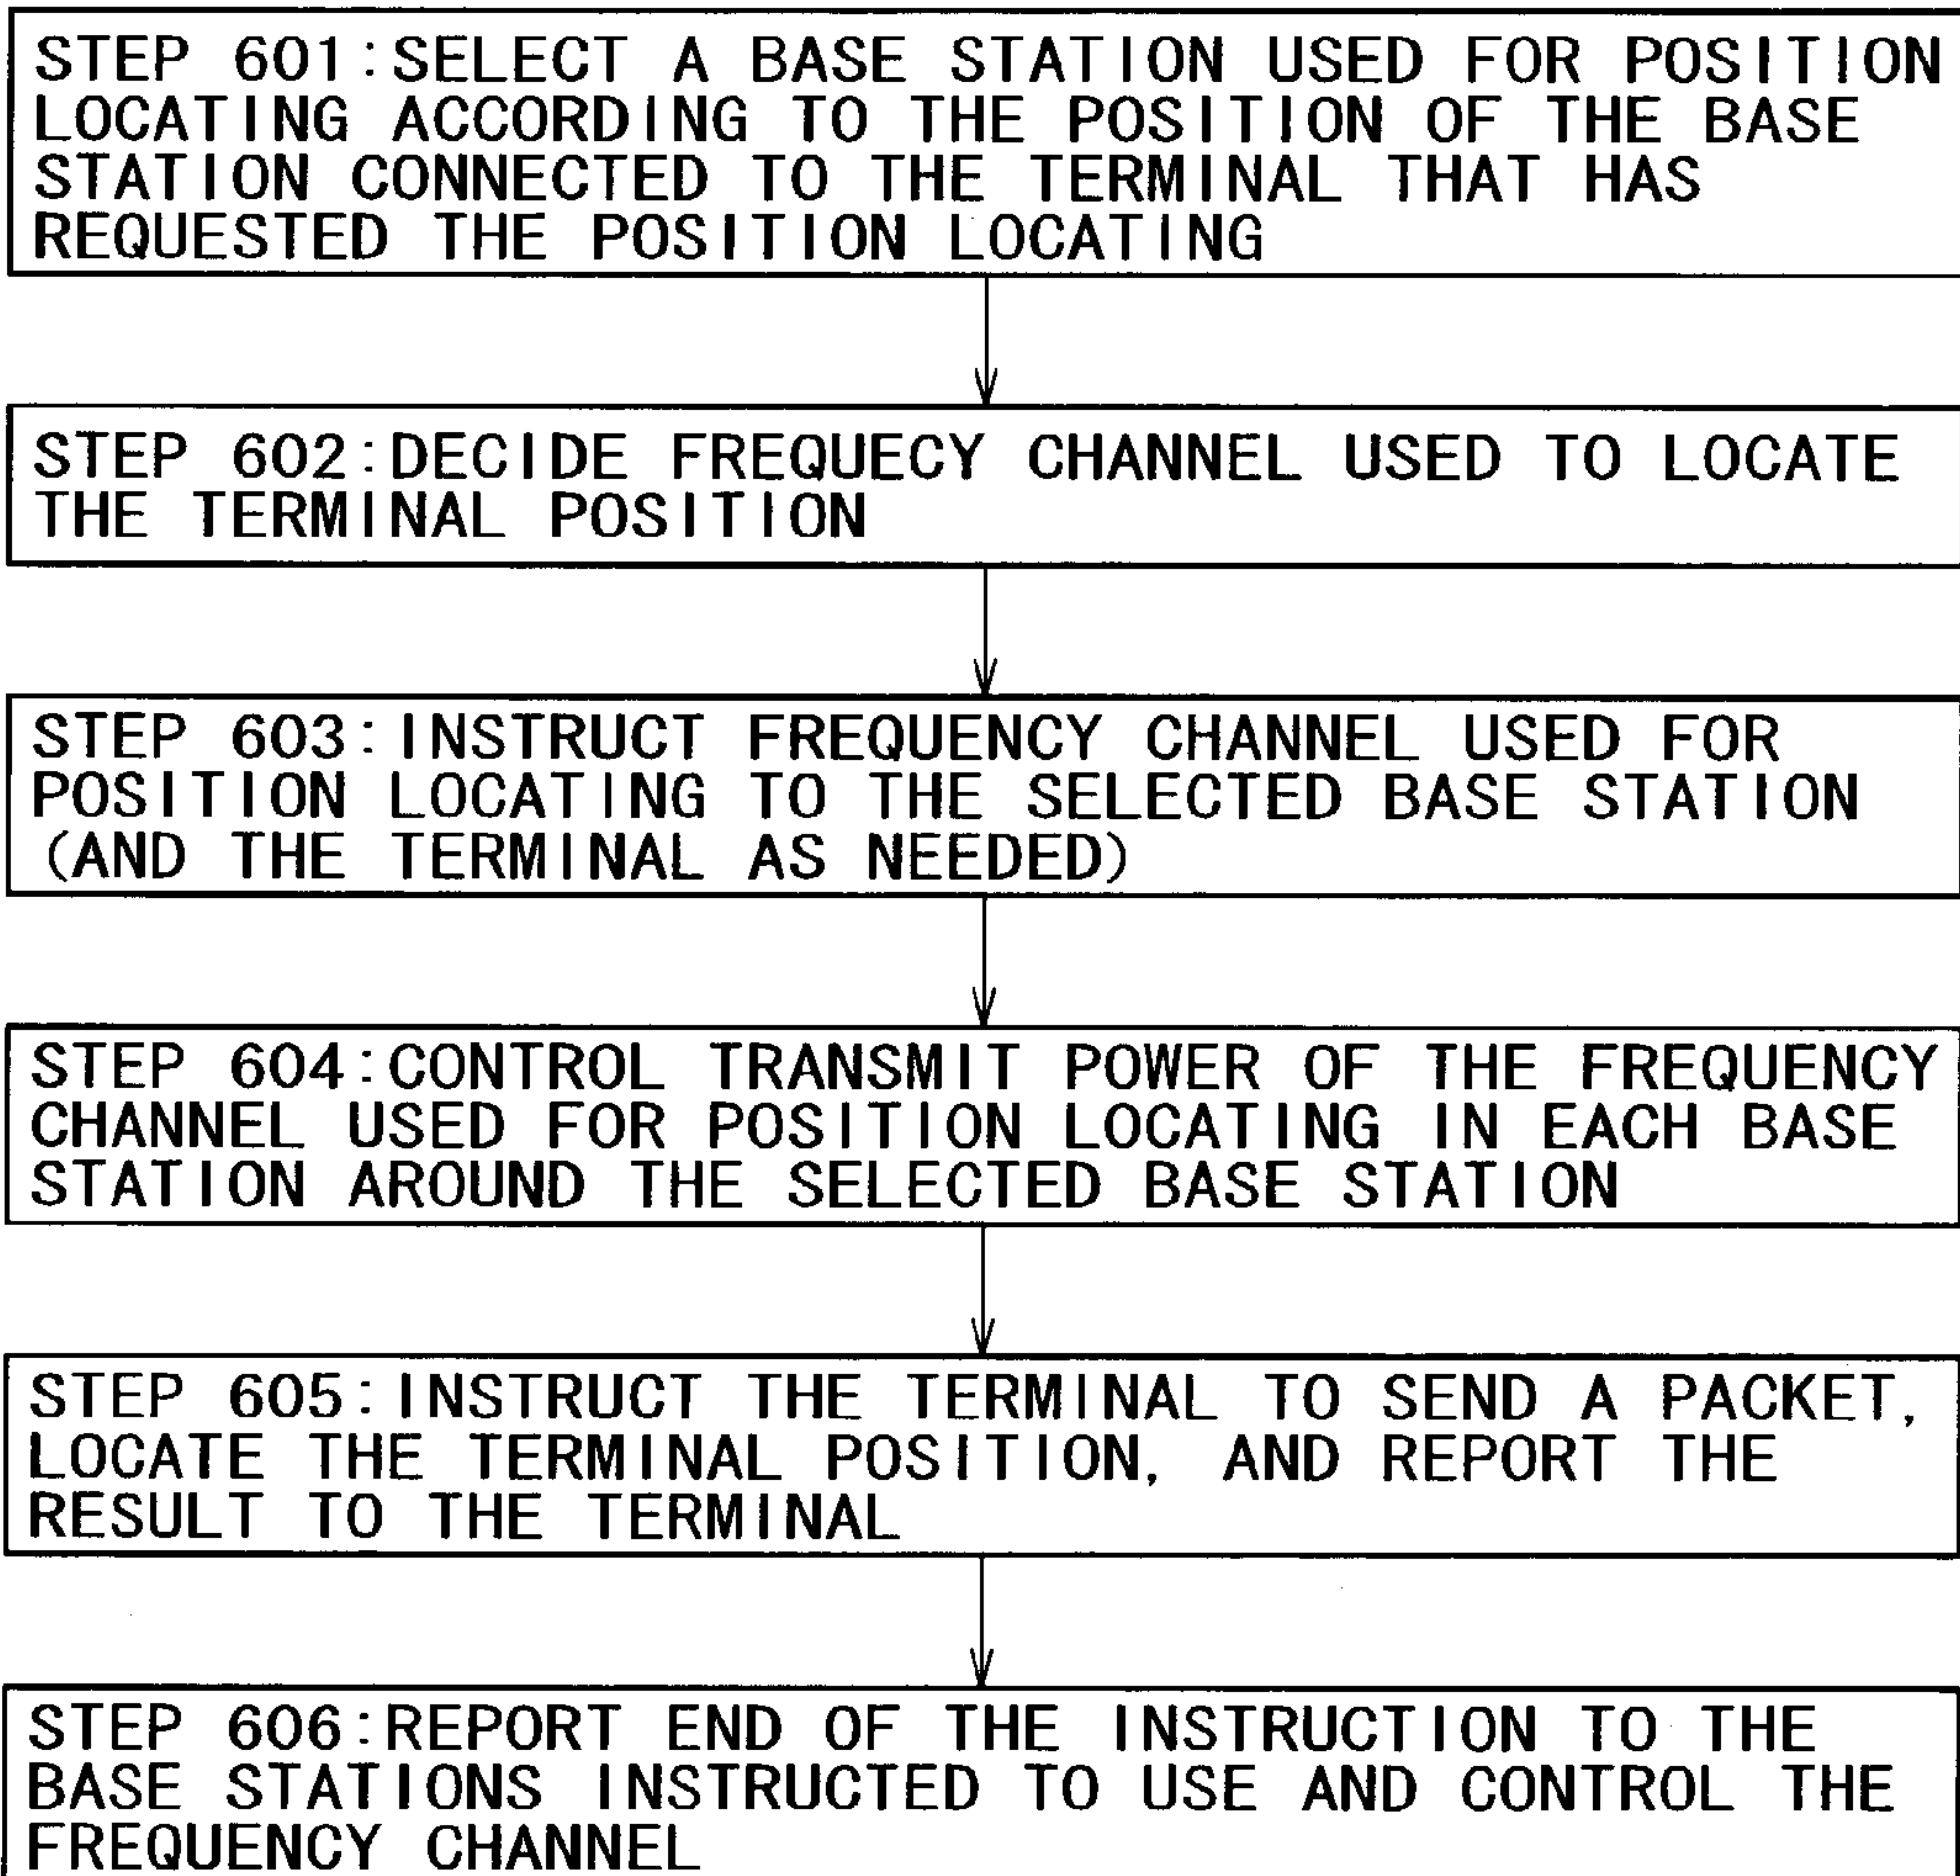 STEP 601:SELECT A BASE STATION USED FOR POSITION
LOCATING ACCORDING TO THE POSITION OF THE BASE
STATION CONNECTED TO THE TERMINAL THAT HAS
REQUESTED THE POSITION LOCATING
STEP 602:DECIDE FREQUECY CHANNEL USED TO LOCATE
THE TERMINAL POSITION
STEP 603:INSTRUCT FREQUENCY CHANNEL USED FOR
POSITION LOCATING TO THE SELECTED BASE STATION
(AND THE TERMINAL AS NEEDED)
STEP 604:CONTROL TRANSMIT POWER OF THE FREQUENCY
CHANNEL USED FOR POSITION LOCATING IN EACH BASE
STATION AROUND THE SELECTED BASE STATION
STEP 605:INSTRUCT THE TERMINAL TO SEND A PACKET,
LOCATE THE TERMINAL POSITION, AND REPORT THE
RESULT TO THE TERMINAL
STEP 606:REPORT END OF THE INSTRUCTION TO THE
BASE STATIONS INSTRUCTED TO USE AND CONTROL THE
FREQUENCY CHANNEL